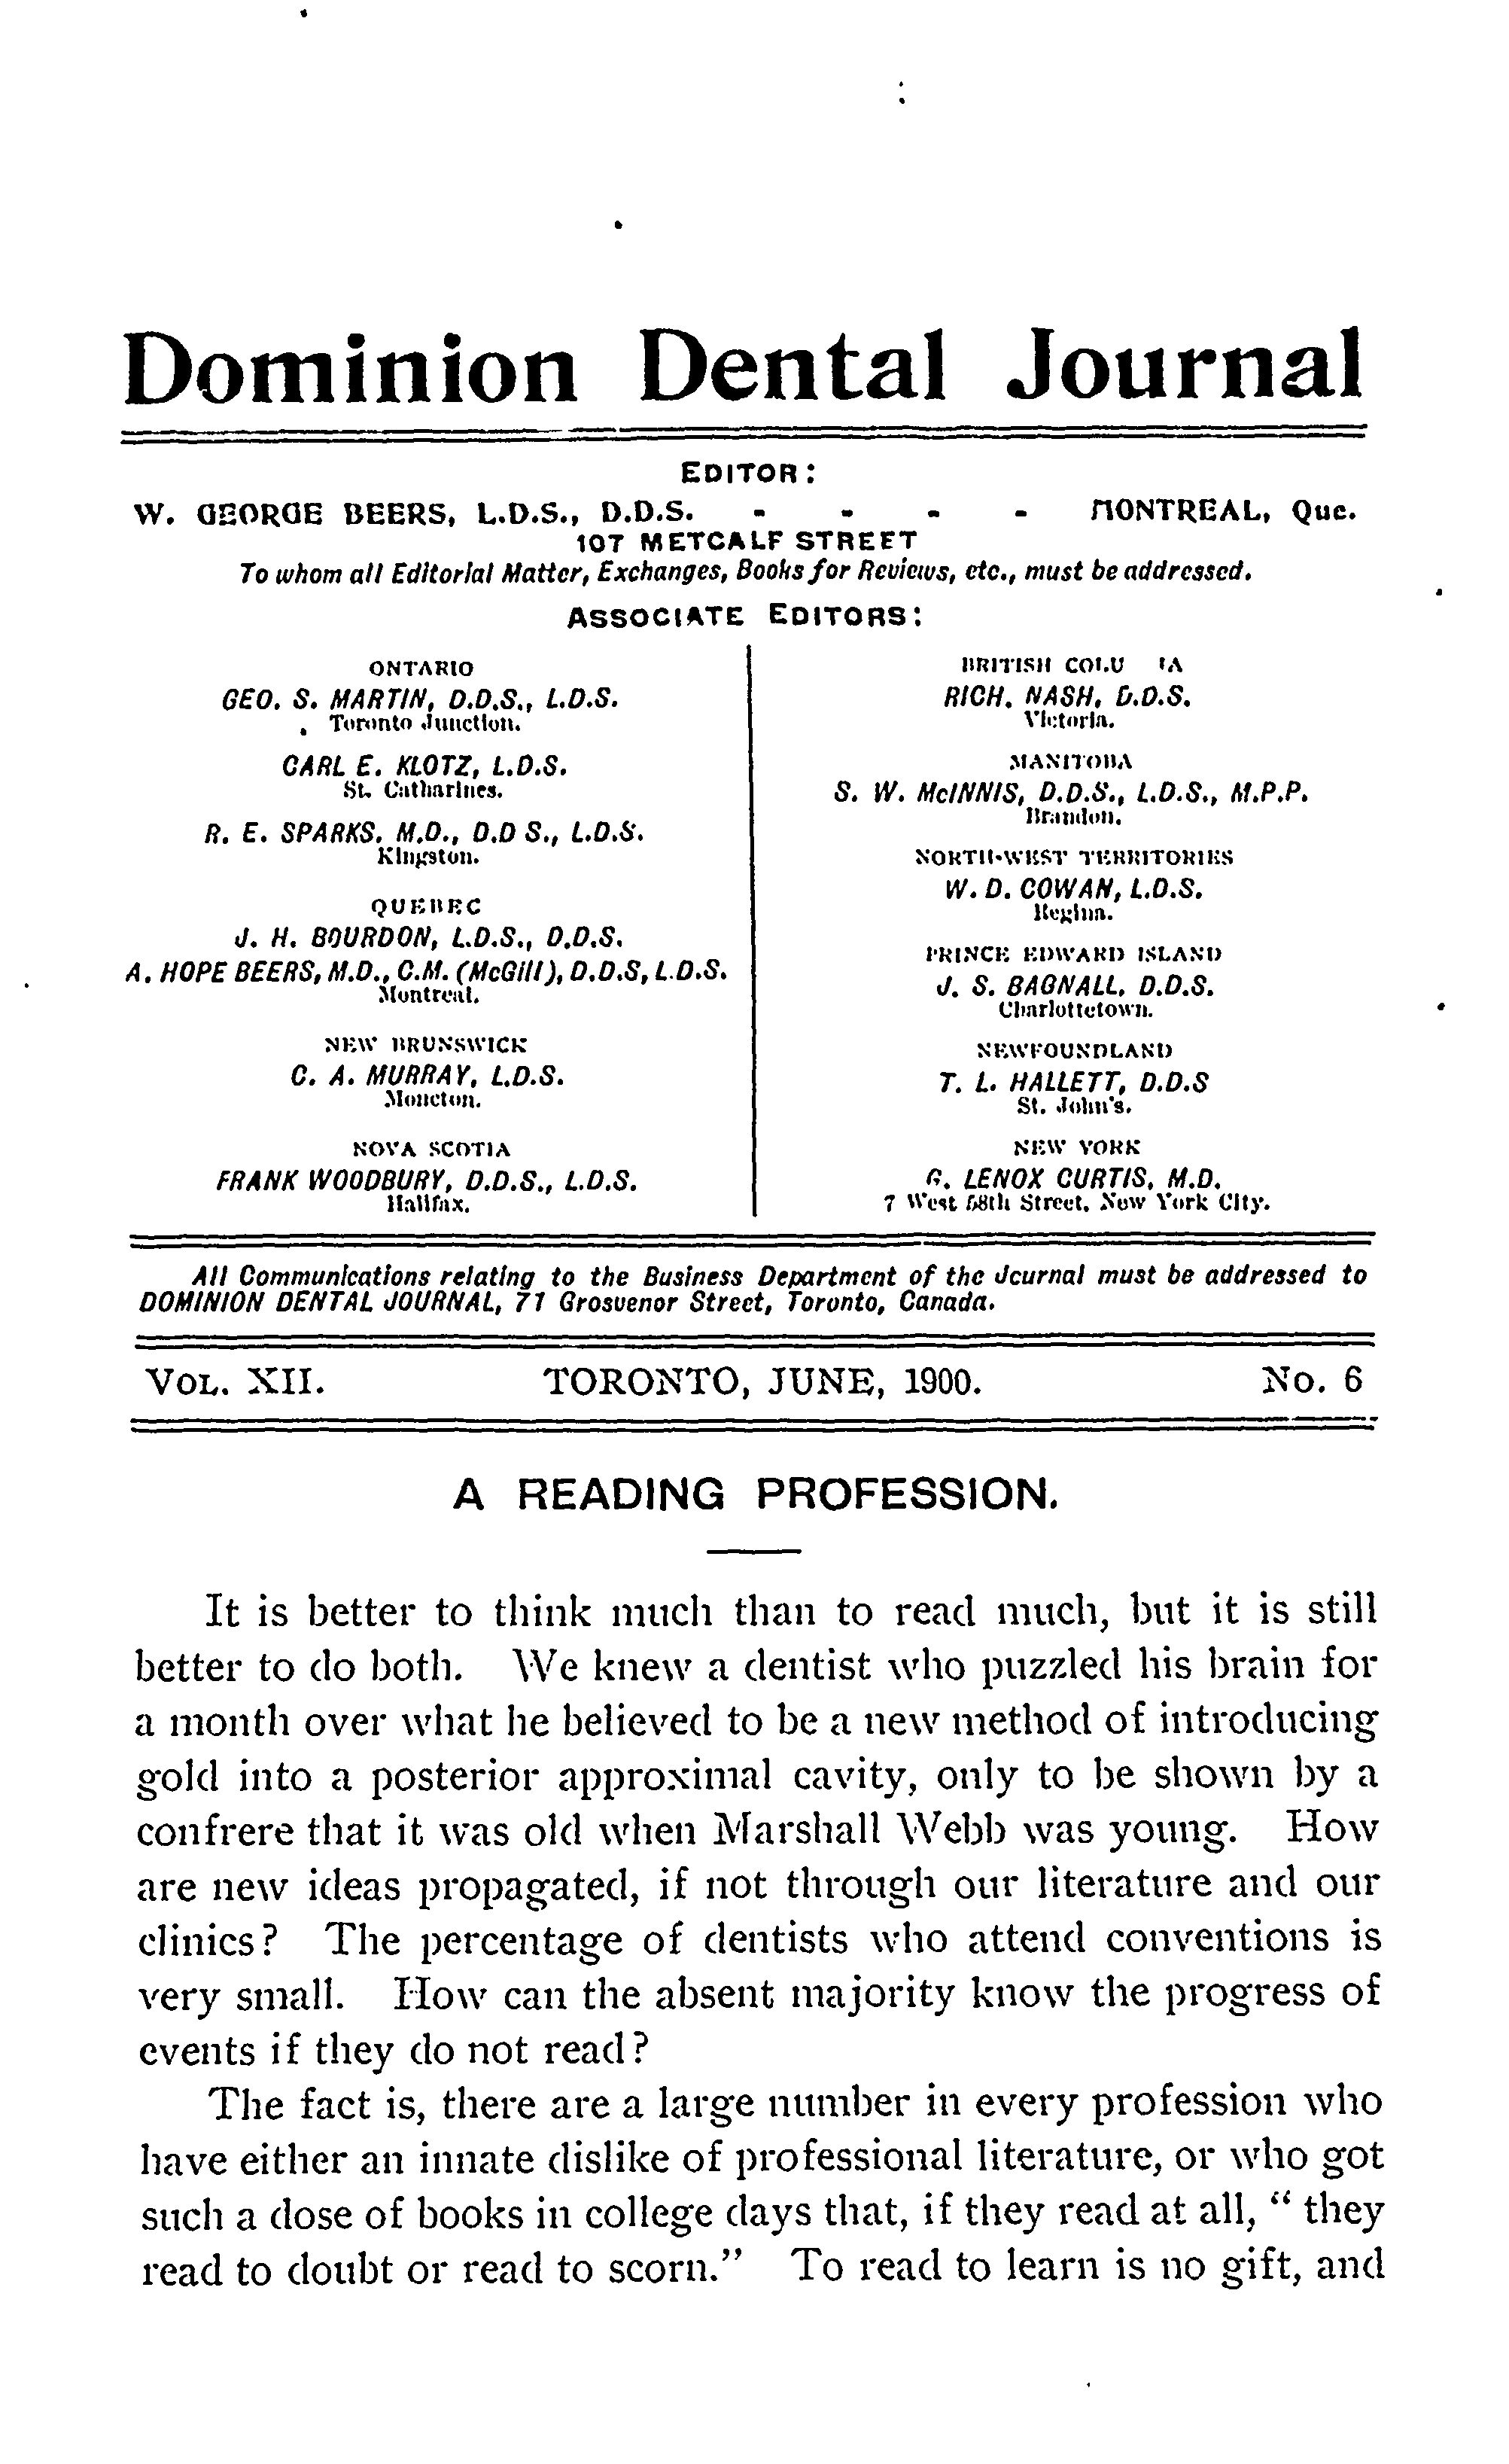 Dominion Dental Journal
EDITOR:
W. GEORGE BEERS, L.D.S., D.D.S. - - - - MONTREAL, Que.
107 METCALF STREET
To whom all Editorial Matter, Exchanges, Books for Reviews, etc., must be addressed.
ASSOCIATE EDITORS:
ONTARIO
GEO. S. MARTIN, D.D.S., L.D.S.
Toronto Junction.
CARL E. KLOTZ, L.D.S.
St. Catharines.
R. E. SPARKS, M.D., D.D S., L.D.S.
Kingston.
QUEBEC
J. H. BOURDON, L.D.S., D.D.S.
A. HOPE BEERS, M.D., C.M. (McGill), D.D.S, L.D.S.
Montreal.
NEW BRUNSWICK
C. A. MURRAY, L.D.S.
Moncton.
NOVA SCOTIA
FRANK WOODBURY, D.D.S., L.D.S.
Halifax.
BRITISH COLU IA
RICH. NASH, D.D.S.
Victoria.
MANITOBA
S. W. McINNIS, D.D.S., L.D.S., M.P.P.
Brandon.
NORTH-WEST TERRITORIES
W. D. COWAN, L.D.S.
Regina.
PRINCE EDWARD ISLAND
J. S. BAGNALL, D.D.S.
Charlottetown.
NEWFOUNDLAND
T. L. HALLETT, D.D.S
St. John's.
NEW YORK
G. LENOX CURTIS, M.D.
7 West 58th Street, New York City.
All Communications relating to the Business Department of the Journal must be addressed to
DOMINION DENTAL JOURNAL, 71 Grosvenor Street, Toronto, Canada.
VOL. XII. TORONTO, JUNE, 1900. No. 6
A READING PROFESSION.
It is better to think much than to read much, but it is still
better to do both. We knew a dentist who puzzled his brain for
a month over what he believed to be a new method of introducing
gold into a posterior approximal cavity, only to be shown by a
confrere that it was old when Marshall Webb was young. How
are new ideas propagated, if not through our literature and our
clinics? The percentage of dentists who attend conventions is
very small. How can the absent majority know the progress of
events if they do not read?
The fact is, there are a large number in every profession who
have either an innate dislike of professional literature, or who got
such a dose of books in college days that, if they read at all, " they
read to doubt or read to scorn." To read to learn is no gift, and